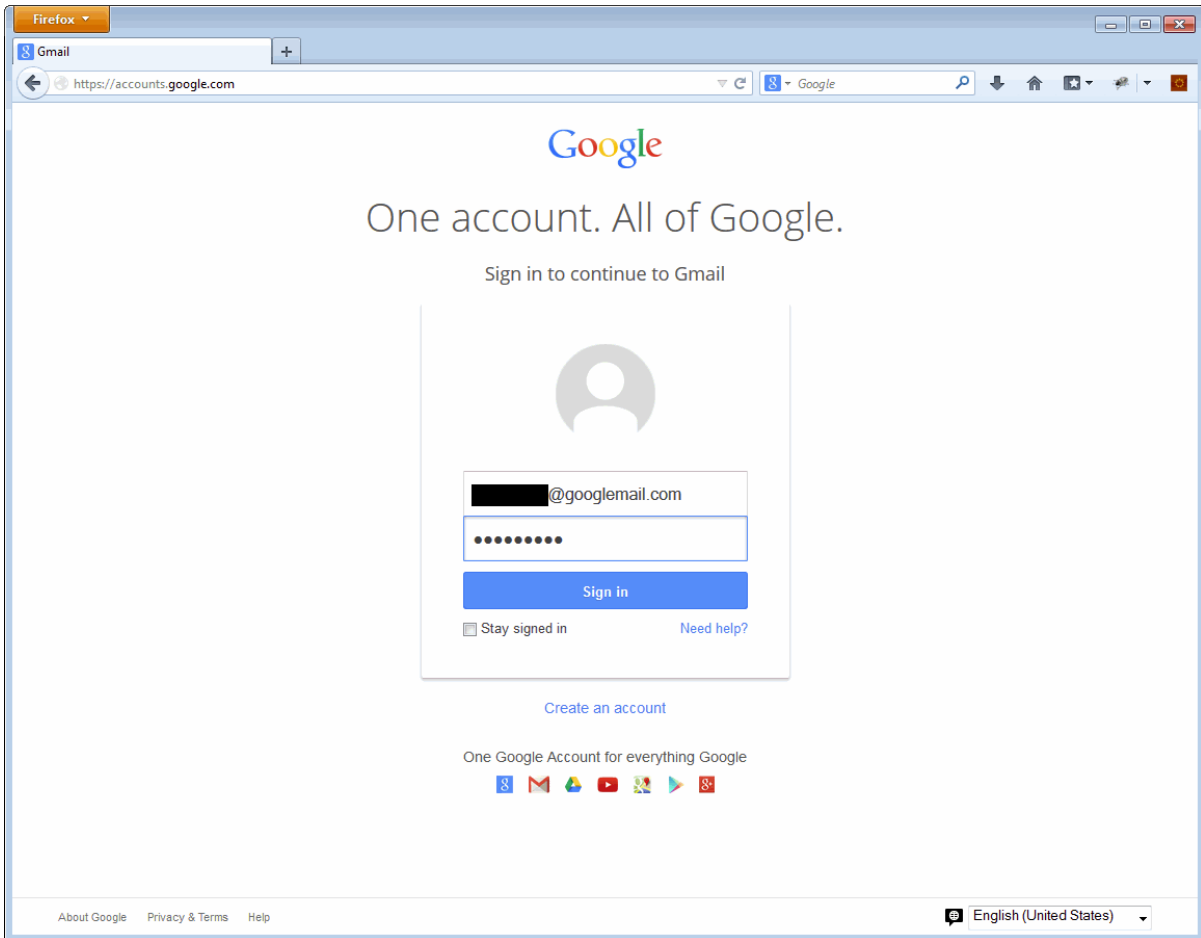 Firefox
Gmail
https://accounts.google.com
Google
Google
One account. All of Google.
Sign in to continue to Gmail
@googlemail.com
•••••••••
Sign in
Stay signed in Need help?
Create an account
One Google Account for everything Google
About Google Privacy & Terms Help English (United States)